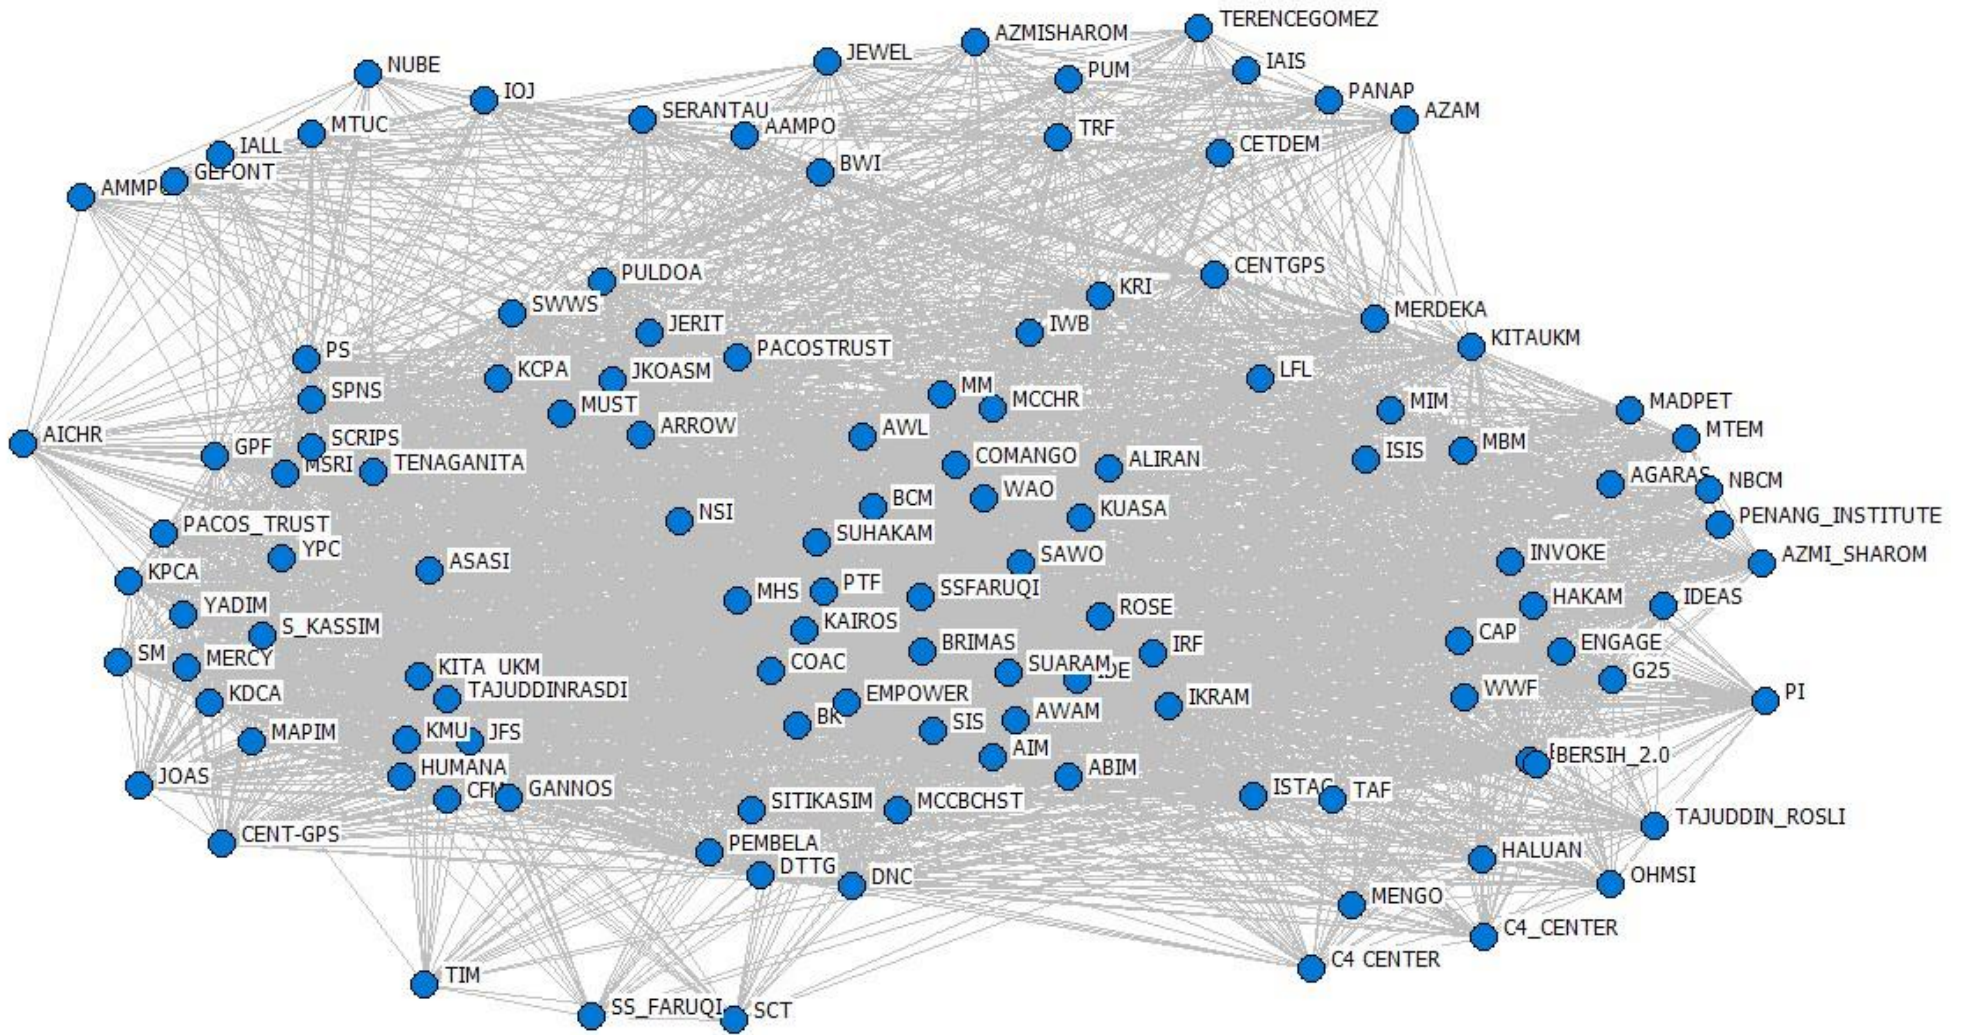 TERENCEGOMEZ
AZMISHAROM
JEWEL
IAIS
NUBE
PUM
IOJ
PANAP
SERANTAU
AZAM
MTUC
AAMPO
TRF
IALL
CETDEM
GEFONT
BWI
AMMPO
PULDOA
CENTGPS
KRI
SWWS
MERDEKA
JERIT
IWB
KITAUKM
PS
PACOSTRUST
KCPA
JKOASM
LFL
SPNS
MM
MUST
MCCHR
MIM
MADPET
AICHR
ARROW
AWL
MTEM
SCRIPS
GPF
MBM
MSRI
TENAGANITA
COMANGO
ALIRAN
ISIS
AGARAS
NBCM
BCM
WAO
NSI
KUASA
PENANG_INSTITUTE
PACOS_TRUST
SUHAKAM
YPC
SAWO
INVOKE
AZMI_SHAROM
KPCA
ASASI
MHS
PTF
SSFARUQI
HAKAM
IDEAS
YADIM
ROSE
S_KASSIM
KAIROS
CAP
SM
MERCY
BRIMAS
IRF
ENGAGE
COAC
SUARAM
IDE
G25
KITA_UKM
TAJUDDINRASDI
KDCA
EMPOWER
IKRAM
WWF
PI
BK
AWAM
MAPIM
KMU
JFS
SIS
AIM
BERSIH_2.0
JOAS
HUMANA
ABIM
CFM
GANNOS
SITIKASIM
MCCBCHST
ISTAC
TAF
TAJUDDIN_ROSLI
CENT-GPS
PEMBELA
DTTG
DNC
HALUAN
OHMSI
MENGO
C4_CENTER
C4 CENTER
TIM
SS_FARUQI
SCT